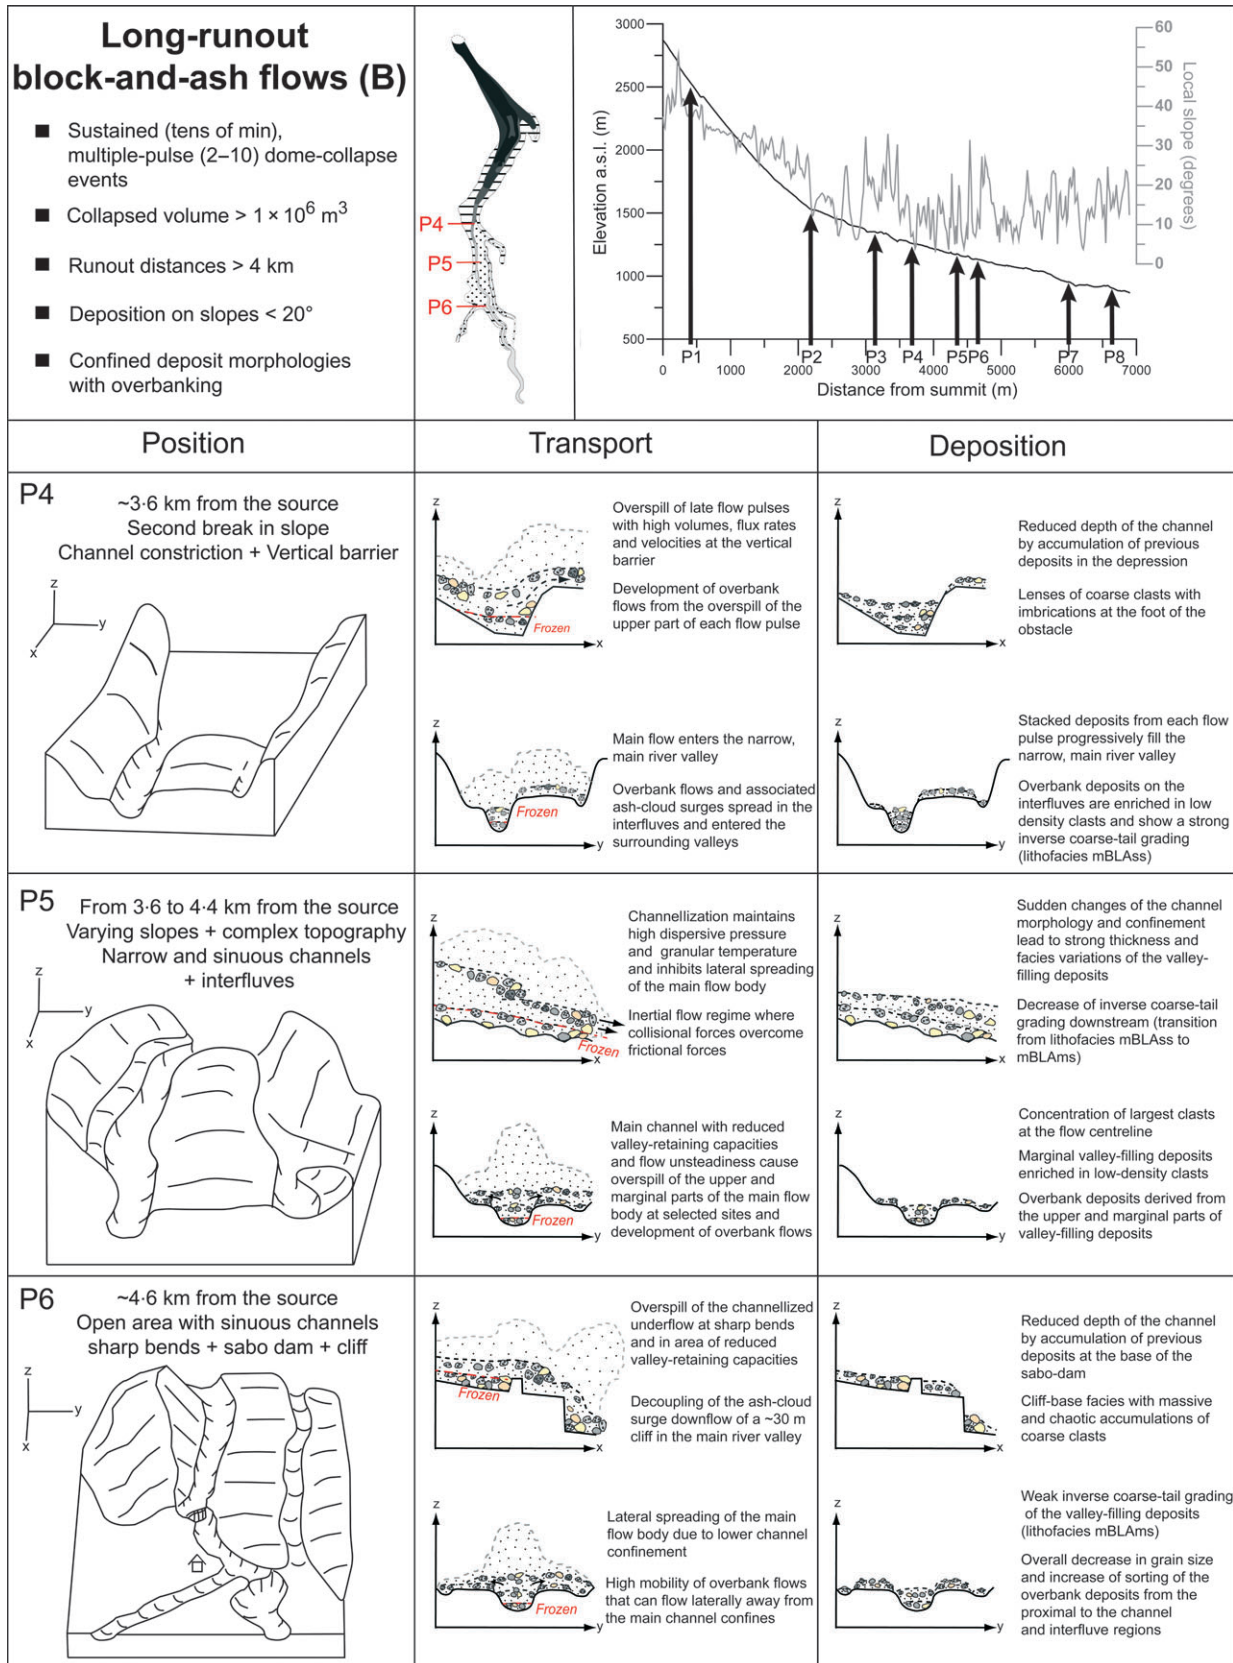 Long-runout
block-and-ash flows (B)
■ Sustained (tens of min),
multiple-pulse (2–10) dome-collapse
events
■ Collapsed volume > 1 × 10⁶ m³
■ Runout distances > 4 km
■ Deposition on slopes < 20°
■ Confined deposit morphologies
with overbanking
P4
P5
P6
3000
2500
2000
1500
1000
500
Elevation a.s.l. (m)
60
50
40
30
20
10
0
Local slope (degrees)
P1 P2 P3 P4 P5 P6 P7 P8
0 1000 2000 3000 4000 5000 6000 7000
Distance from summit (m)
Position
Transport
Deposition
P4
~3·6 km from the source
Second break in slope
Channel constriction + Vertical barrier
z
y
x
z
Overspill of late flow pulses
with high volumes, flux rates
and velocities at the vertical
barrier
Development of overbank
flows from the overspill of the
upper part of each flow pulse
Frozen
x
z
Main flow enters the narrow,
main river valley
Overbank flows and associated
ash-cloud surges spread in the
interfluves and entered the
surrounding valleys
Frozen
y
z
Reduced depth of the channel
by accumulation of previous
deposits in the depression
Lenses of coarse clasts with
imbrications at the foot of the
obstacle
x
z
Stacked deposits from each flow
pulse progressively fill the
narrow, main river valley
Overbank deposits on the
interfluves are enriched in low
density clasts and show a strong
inverse coarse-tail grading
(lithofacies mBLAss)
y
P5
From 3·6 to 4·4 km from the source
Varying slopes + complex topography
Narrow and sinuous channels
+ interfluves
z
y
x
z
Channellization maintains
high dispersive pressure
and granular temperature
and inhibits lateral spreading
of the main flow body
Inertial flow regime where
collisional forces overcome
frictional forces
Frozen
x
z
Main channel with reduced
valley-retaining capacities
and flow unsteadiness cause
overspill of the upper and
marginal parts of the main flow
body at selected sites and
development of overbank flows
Frozen
y
z
Sudden changes of the channel
morphology and confinement
lead to strong thickness and
facies variations of the valley-
filling deposits
Decrease of inverse coarse-tail
grading downstream (transition
from lithofacies mBLAss to
mBLAms)
x
z
Concentration of largest clasts
at the flow centreline
Marginal valley-filling deposits
enriched in low-density clasts
Overbank deposits derived from
the upper and marginal parts of
valley-filling deposits
y
P6
~4·6 km from the source
Open area with sinuous channels
sharp bends + sabo dam + cliff
z
y
x
z
Overspill of the channellized
underflow at sharp bends
and in area of reduced
valley-retaining capacities
Decoupling of the ash-cloud
surge downflow of a ~30 m
cliff in the main river valley
Frozen
x
z
Lateral spreading of the main
flow body due to lower channel
confinement
High mobility of overbank flows
that can flow laterally away from
the main channel confines
Frozen
y
z
Reduced depth of the channel
by accumulation of previous
deposits at the base of the
sabo-dam
Cliff-base facies with massive
and chaotic accumulations of
coarse clasts
x
z
Weak inverse coarse-tail grading
of the valley-filling deposits
(lithofacies mBLAms)
Overall decrease in grain size
and increase of sorting of the
overbank deposits from the
proximal to the channel
and interfluve regions
y